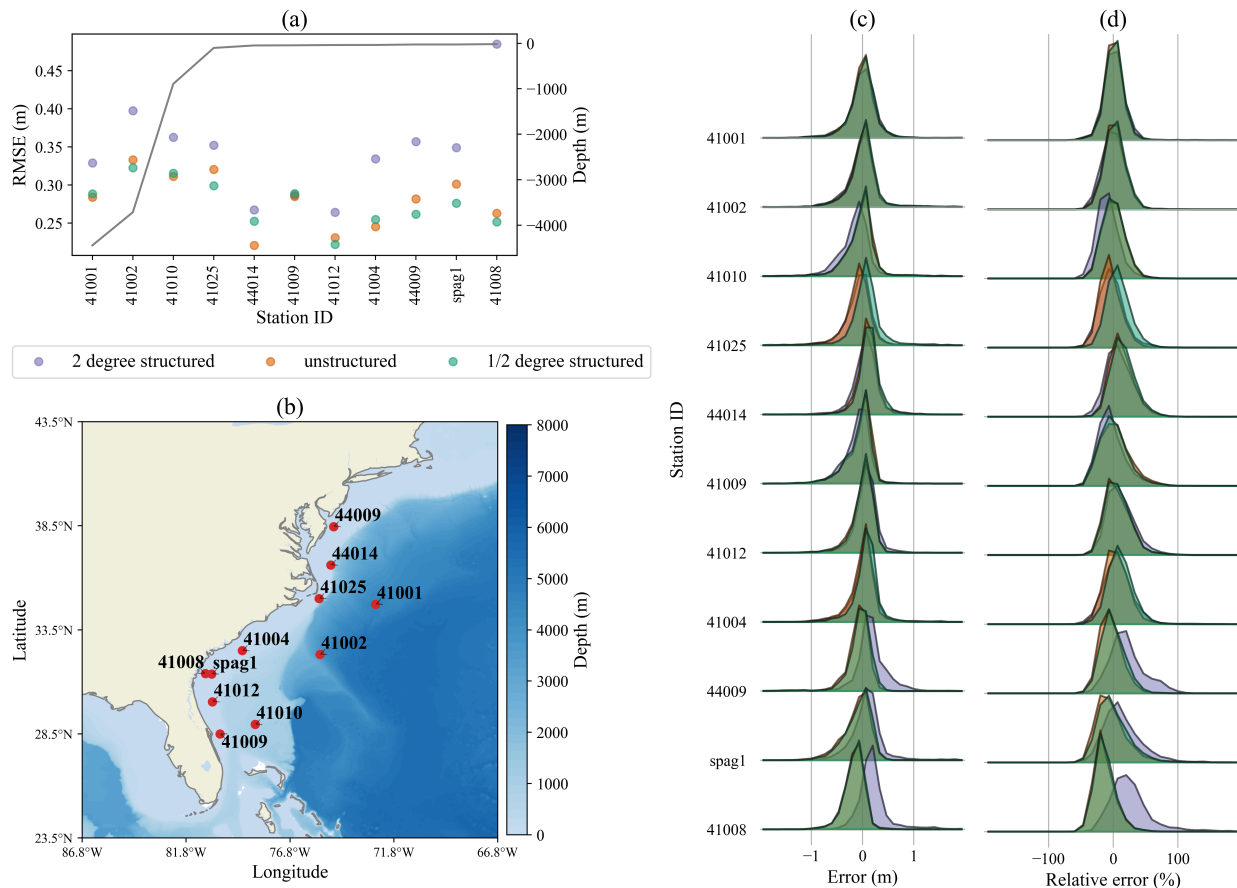 (a)
RMSE (m)
0.45
0.40
0.35
0.30
0.25
0
−1000
−2000
−3000
−4000
Depth (m)
41001
41002
41010
41025
44014
41009
41012
41004
44009
spag1
41008
Station ID
2 degree structured
unstructured
1/2 degree structured
(b)
Latitude
43.5°N
38.5°N
33.5°N
28.5°N
23.5°N
44009
44014
41025
41001
41004
41002
41008
spag1
41012
41010
41009
86.8°W
81.8°W
76.8°W
71.8°W
66.8°W
Longitude
8000
7000
6000
5000
4000
3000
2000
1000
0
Depth (m)
(c)
Station ID
41001
41002
41010
41025
44014
41009
41012
41004
44009
spag1
41008
−1
0
1
Error (m)
(d)
−100
0
100
Relative error (%)